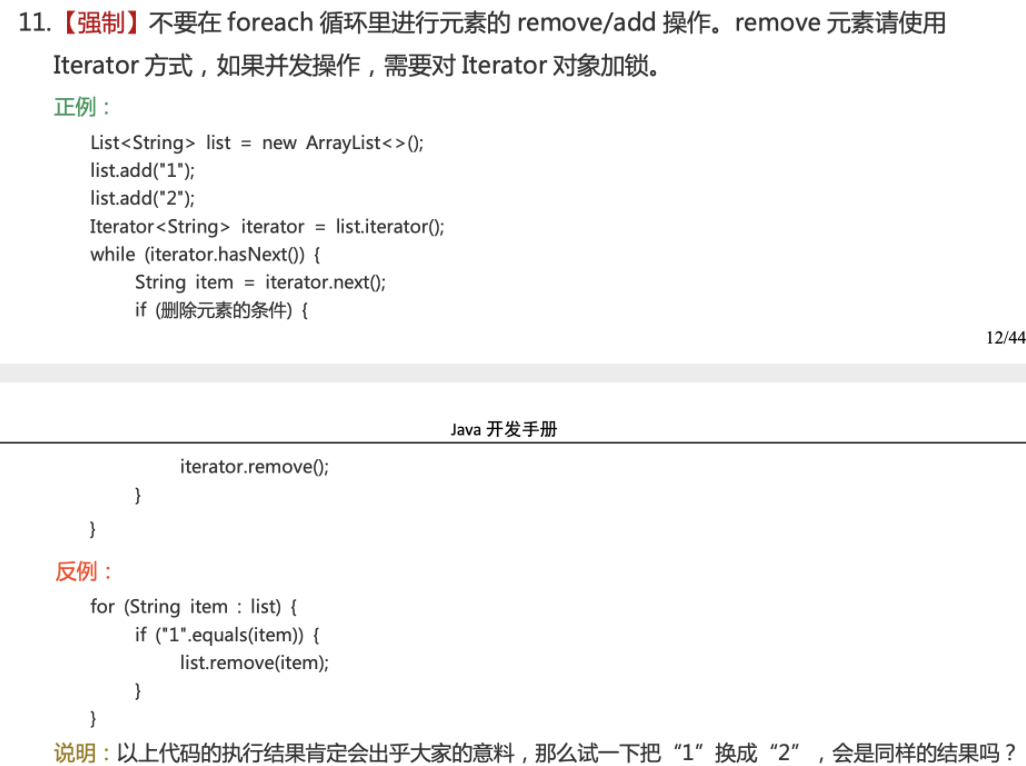 11.【强制】不要在 foreach 循环里进行元素的 remove/add 操作。remove 元素请使用
Iterator 方式，如果并发操作，需要对 Iterator 对象加锁。
正例：
List<String> list = new ArrayList<>();
list.add("1");
list.add("2");
Iterator<String> iterator = list.iterator();
while (iterator.hasNext()) {
String item = iterator.next();
if (删除元素的条件) {
12/44
Java 开发手册
iterator.remove();
}
}
反例：
for (String item : list) {
if ("1".equals(item)) {
list.remove(item);
}
}
说明：以上代码的执行结果肯定会出乎大家的意料，那么试一下把“1”换成“2”，会是同样的结果吗？